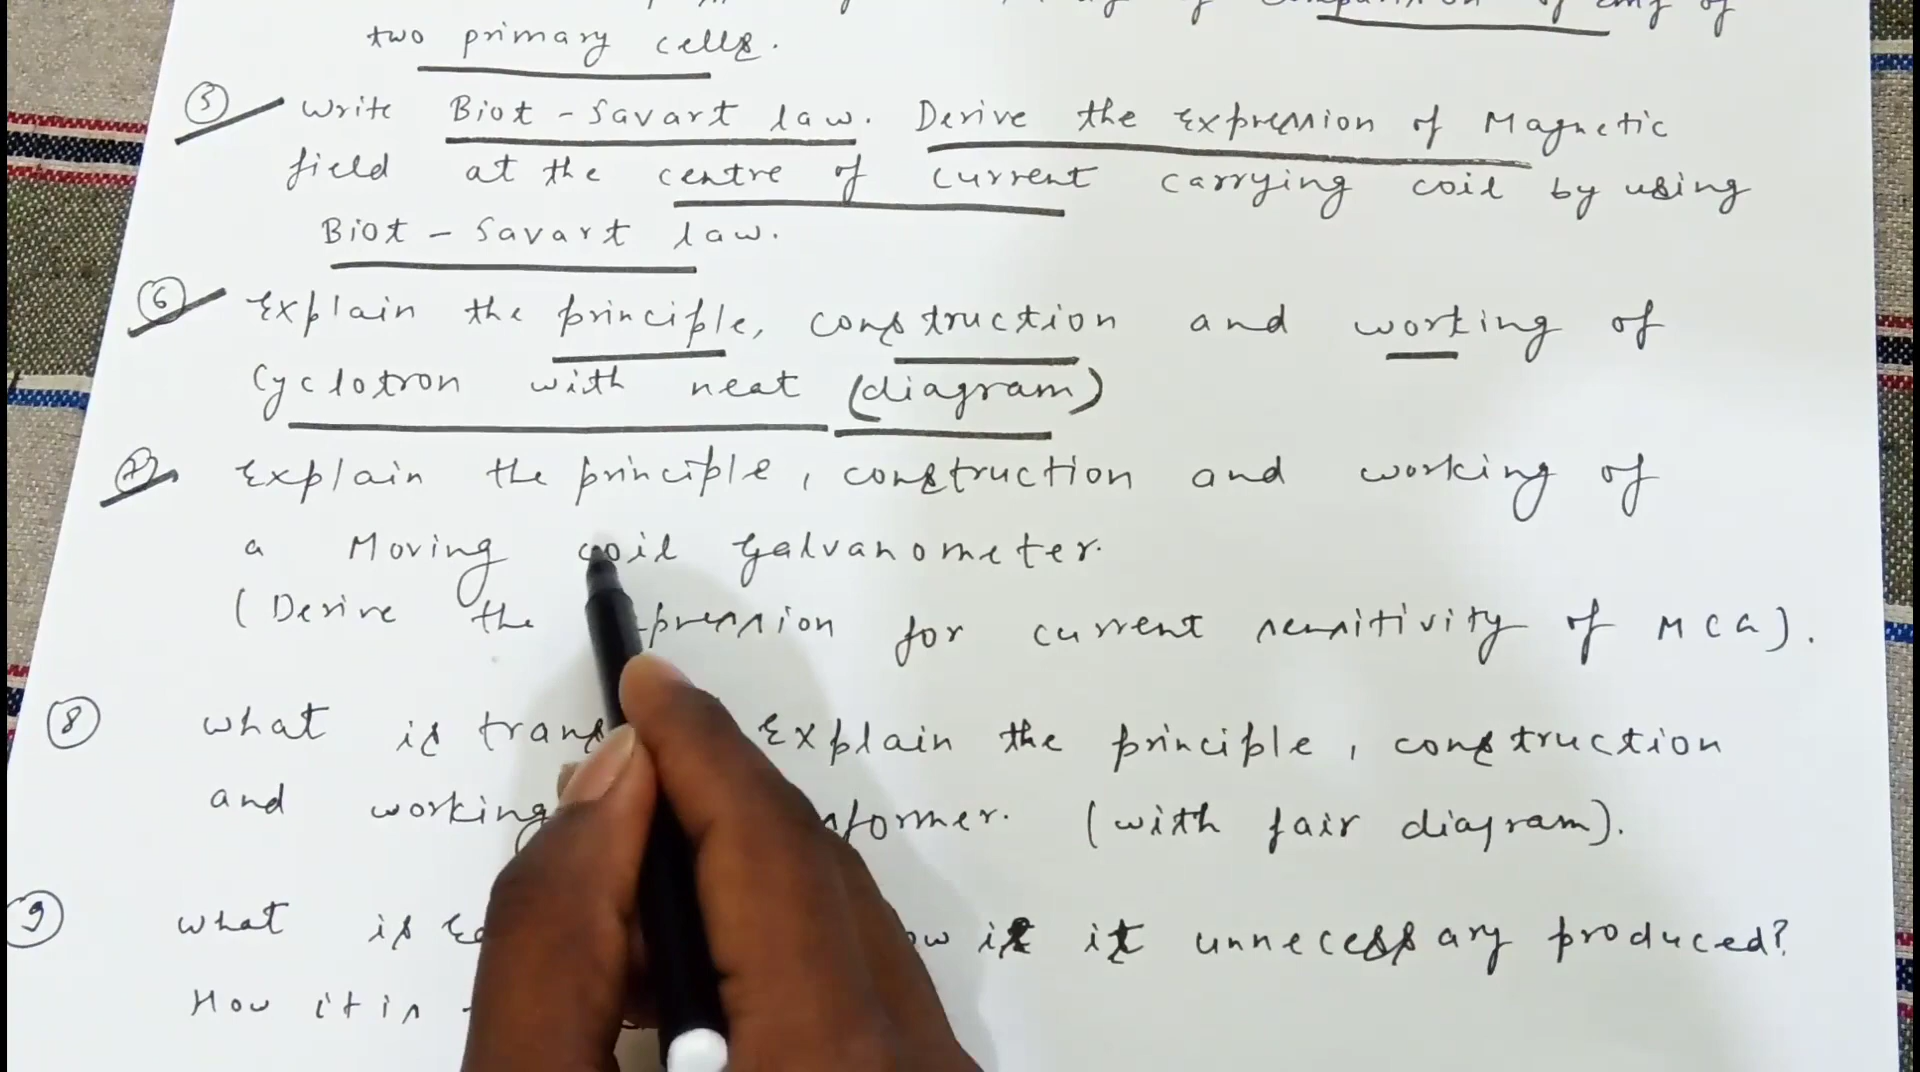 two primary cells.
5 Write Biot-Savart law. Derive the expression of Magnetic
field at the centre of current carrying coil by using
Biot-Savart law.
6 Explain the principle, construction and working of
Cyclotron with neat (diagram)
7 Explain the principle, construction and working of
a Moving coil Galvanometer.
(Derive the for current sensitivity of MCG).
8 what is Explain the principle, construction
and working (with fair diagram).
9 what is is it unnecessary produced?
How it is